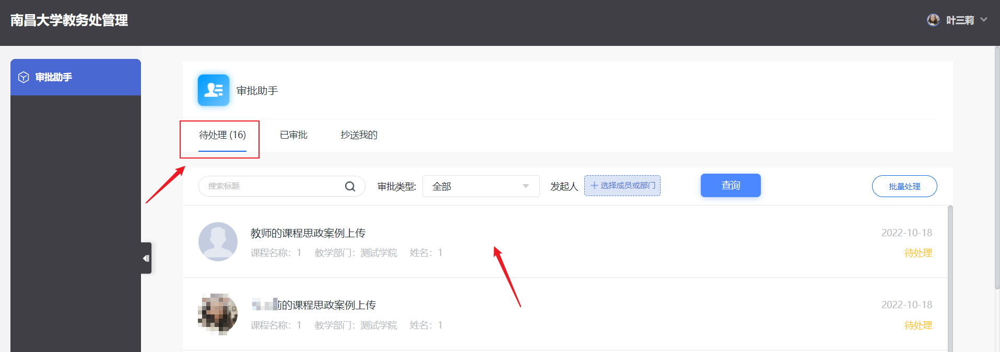 南昌大学教务处管理
叶三莉
审批助手
审批助手
待处理 (16) 已审批 抄送我的
搜索标题 审批类型: 全部 发起人 + 选择成员或部门 查询 批量处理
教师的课程思政案例上传 2022-10-18
课程名称：1 教学部门：测试学院 姓名：1 待处理
的课程思政案例上传 2022-10-18
课程名称：1 教学部门：测试学院 姓名：1 待处理